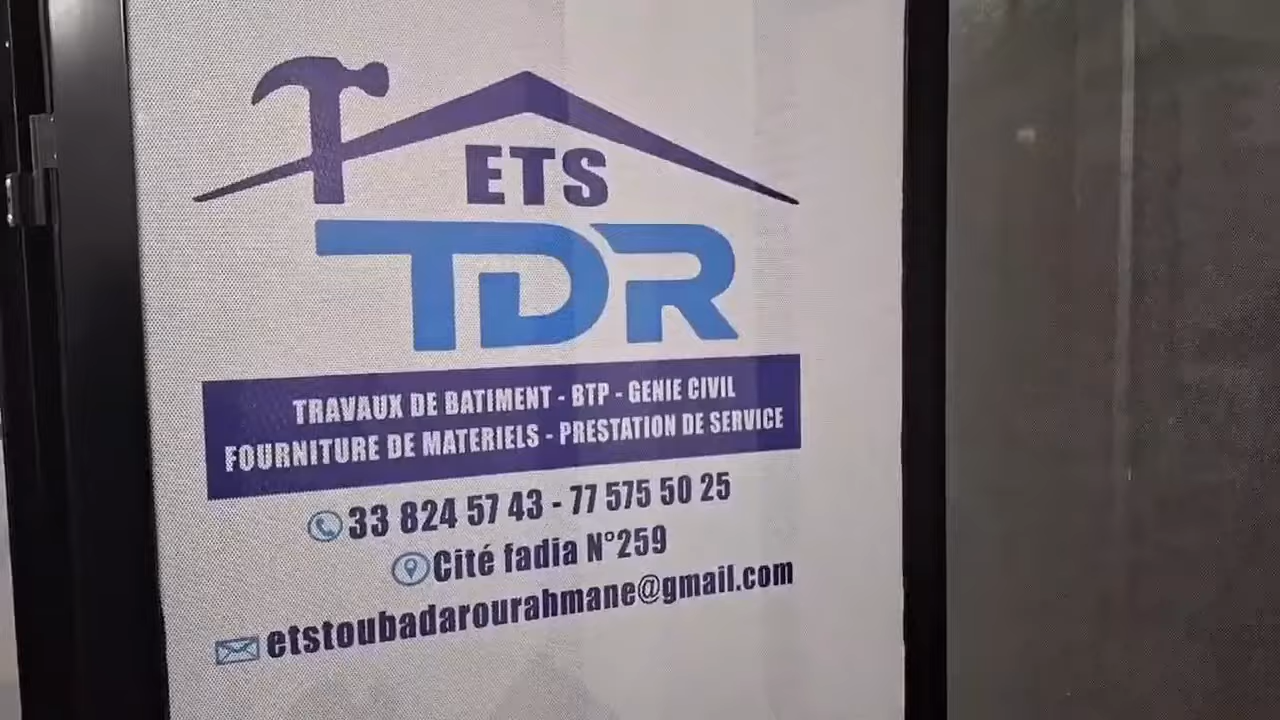 ETS
TDR
TRAVAUX DE BATIMENT - BTP - GENIE CIVIL
FOURNITURE DE MATERIELS - PRESTATION DE SERVICE
33 824 57 43 - 77 575 50 25
Cité fadia N°259
etstoubadarourahmane@gmail.com